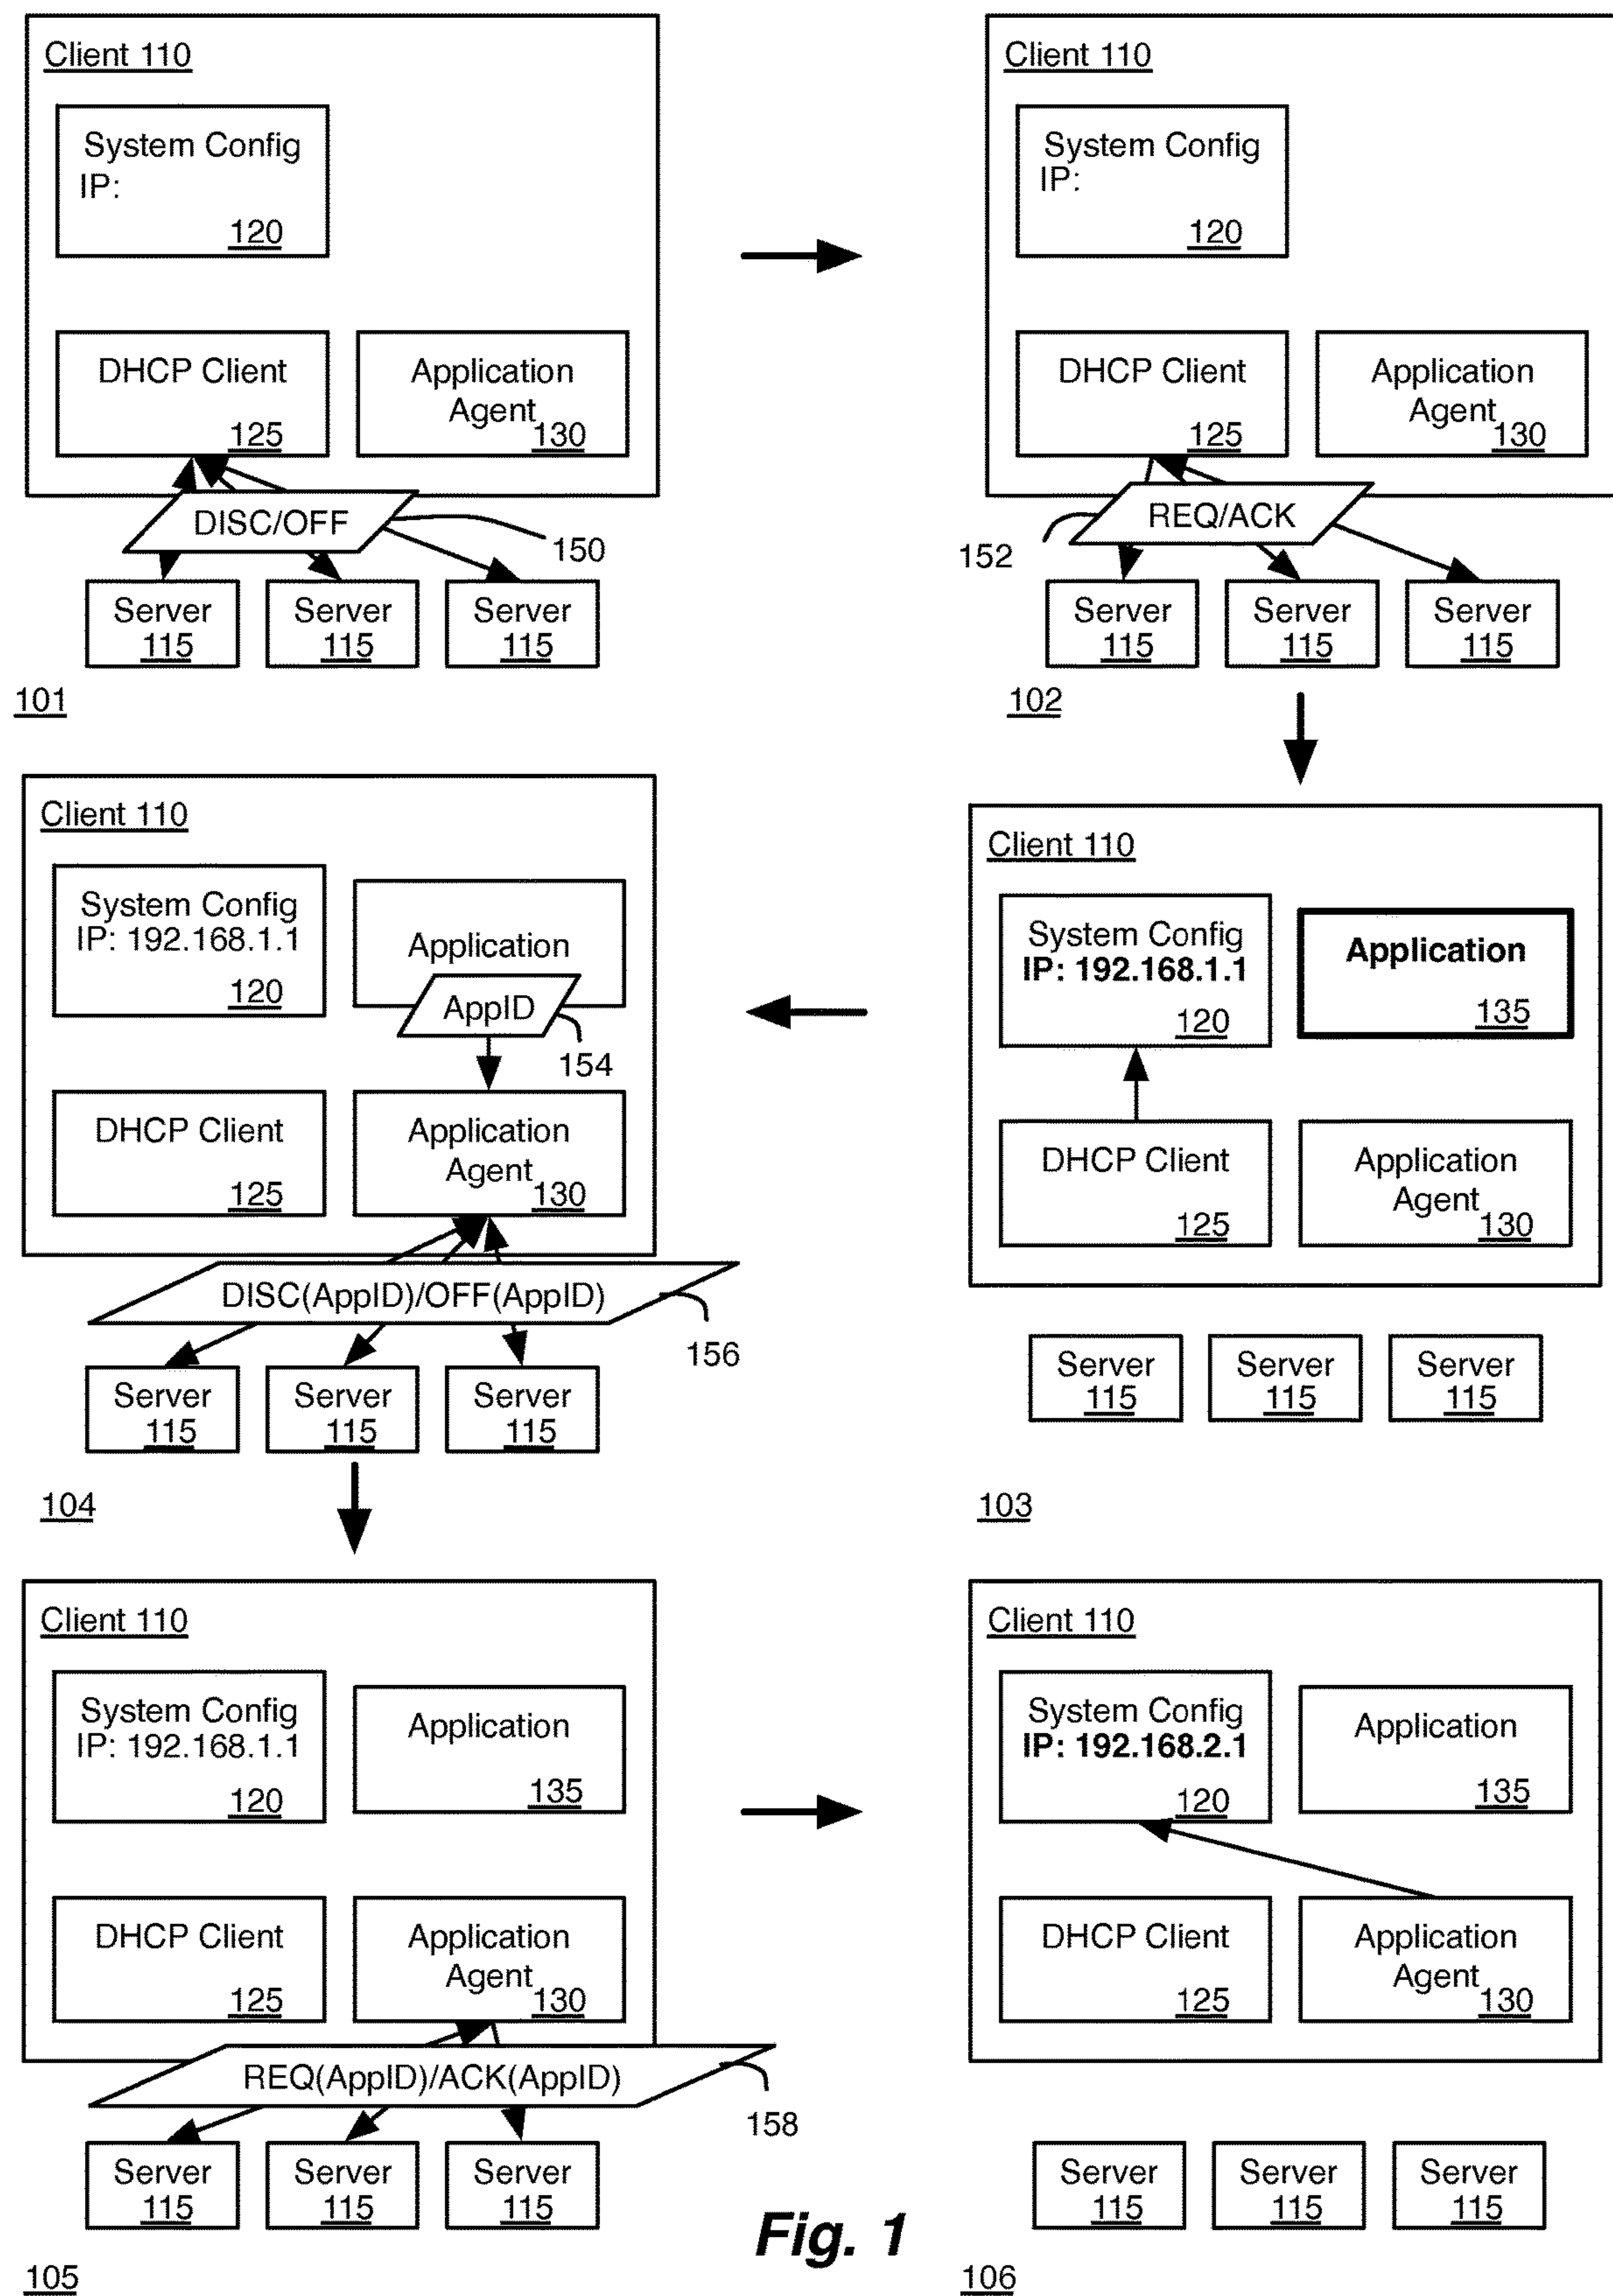 Client 110
System Config
IP:
120
DHCP Client
125
Application
Agent
130
DISC/OFF
150
Server
115
Server
115
Server
115
101
Client 110
System Config
IP:
120
DHCP Client
125
Application
Agent
130
REQ/ACK
152
Server
115
Server
115
Server
115
102
Client 110
System Config
IP: 192.168.1.1
120
Application
135
DHCP Client
125
Application
Agent
130
Server
115
Server
115
Server
115
103
Client 110
System Config
IP: 192.168.1.1
120
Application
AppID
154
DHCP Client
125
Application
Agent
130
DISC(AppID)/OFF(AppID)
156
Server
115
Server
115
Server
115
104
Client 110
System Config
IP: 192.168.1.1
120
Application
135
DHCP Client
125
Application
Agent
130
REQ(AppID)/ACK(AppID)
158
Server
115
Server
115
Server
115
105
Client 110
System Config
IP: 192.168.2.1
120
Application
135
DHCP Client
125
Application
Agent
130
Server
115
Server
115
Server
115
106
Fig. 1